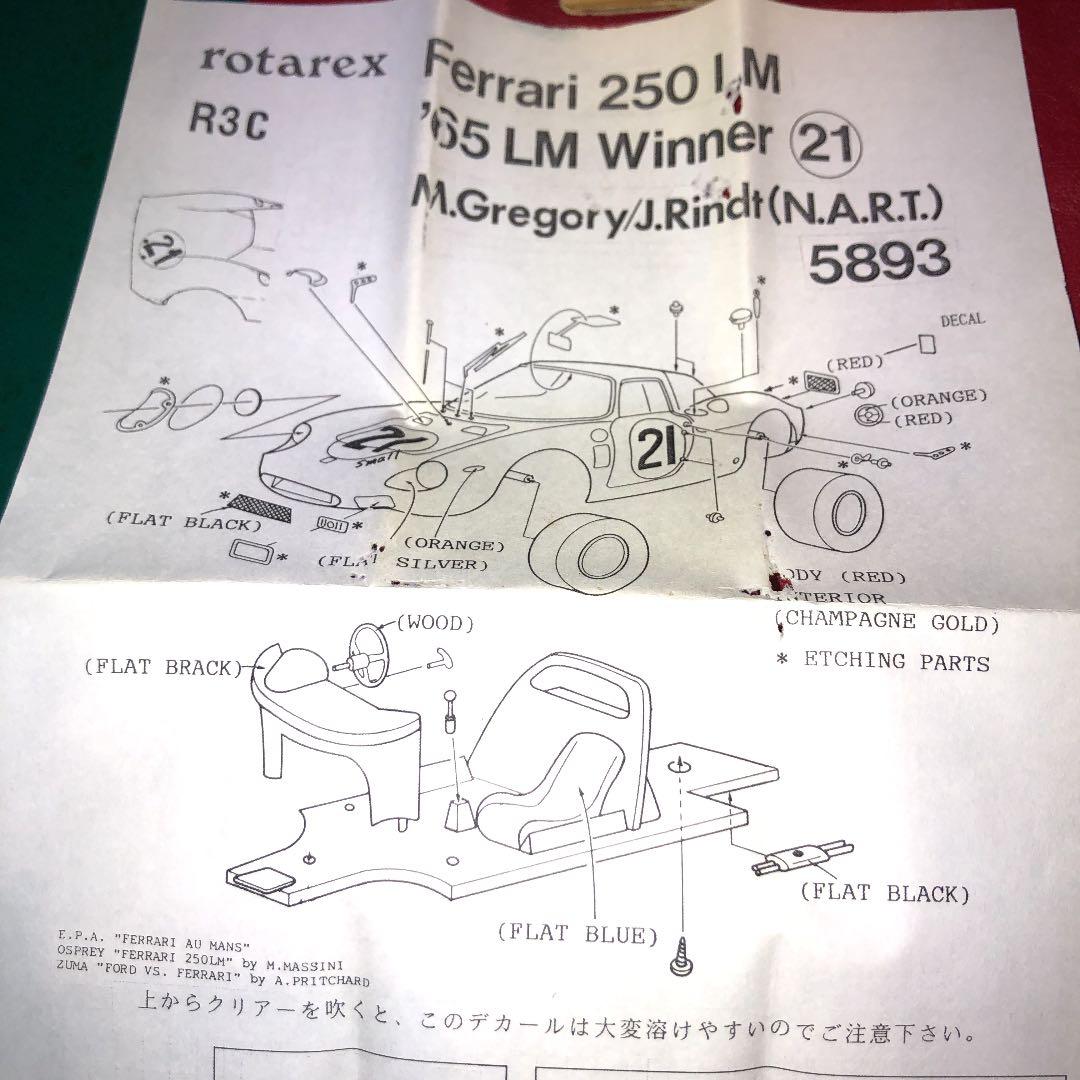 rotarex
R3C
Ferrari 250 LM
'65 LM Winner 21
M.Gregory/J.Rindt(N.A.R.T.)
5893
21
*
*
*
*
DECAL
(RED)
*
*
(ORANGE)
(RED)
21
small
21
*
*
*
(FLAT BLACK)
*
*
(ORANGE)
(FLAT SILVER)
ODY (RED)
INTERIOR
(CHAMPAGNE GOLD)
* ETCHING PARTS
(WOOD)
(FLAT BRACK)
(FLAT BLACK)
(FLAT BLUE)
E.P.A. "FERRARI AU MANS"
OSPREY "FERRARI 250LM" by M.MASSINI
ZUMA "FORD VS. FERRARI" by A.PRITCHARD
上からクリアーを吹くと、このデカールは大変溶けやすいのでご注意下さい。